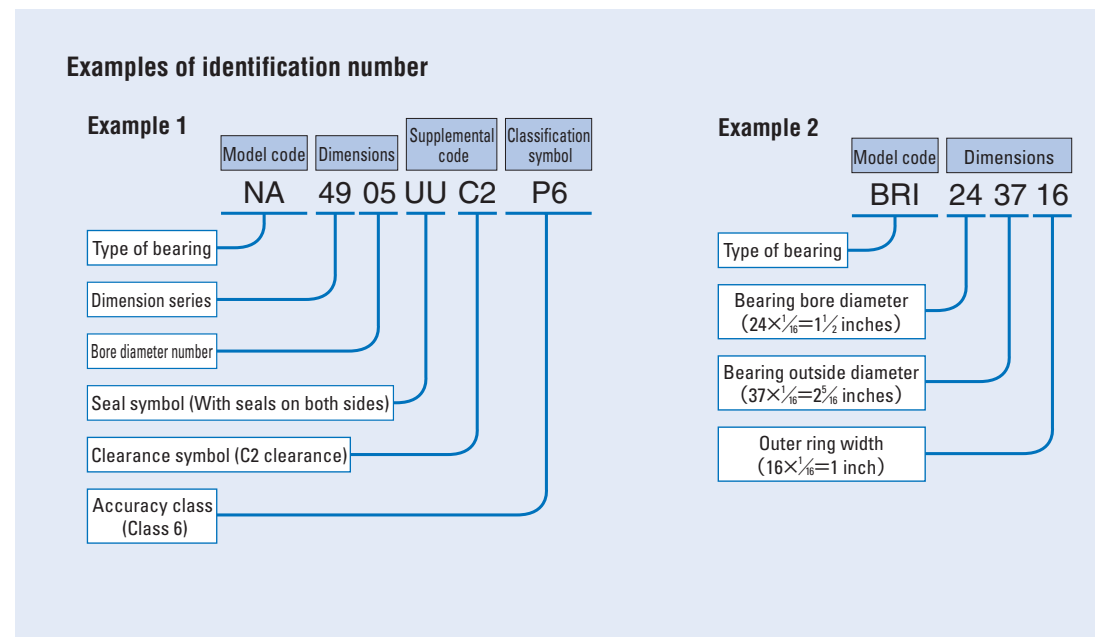 Examples of identification number
Example 1
Model code
Dimensions
Supplemental
code
Classification
symbol
NA 49 05 UU C2 P6
Type of bearing
Dimension series
Bore diameter number
Seal symbol (With seals on both sides)
Clearance symbol (C2 clearance)
Accuracy class
(Class 6)
Example 2
Model code
Dimensions
BRI 24 37 16
Type of bearing
Bearing bore diameter
(24×1/16=1 1/2 inches)
Bearing outside diameter
(37×1/16=2 5/16 inches)
Outer ring width
(16×1/16=1 inch)